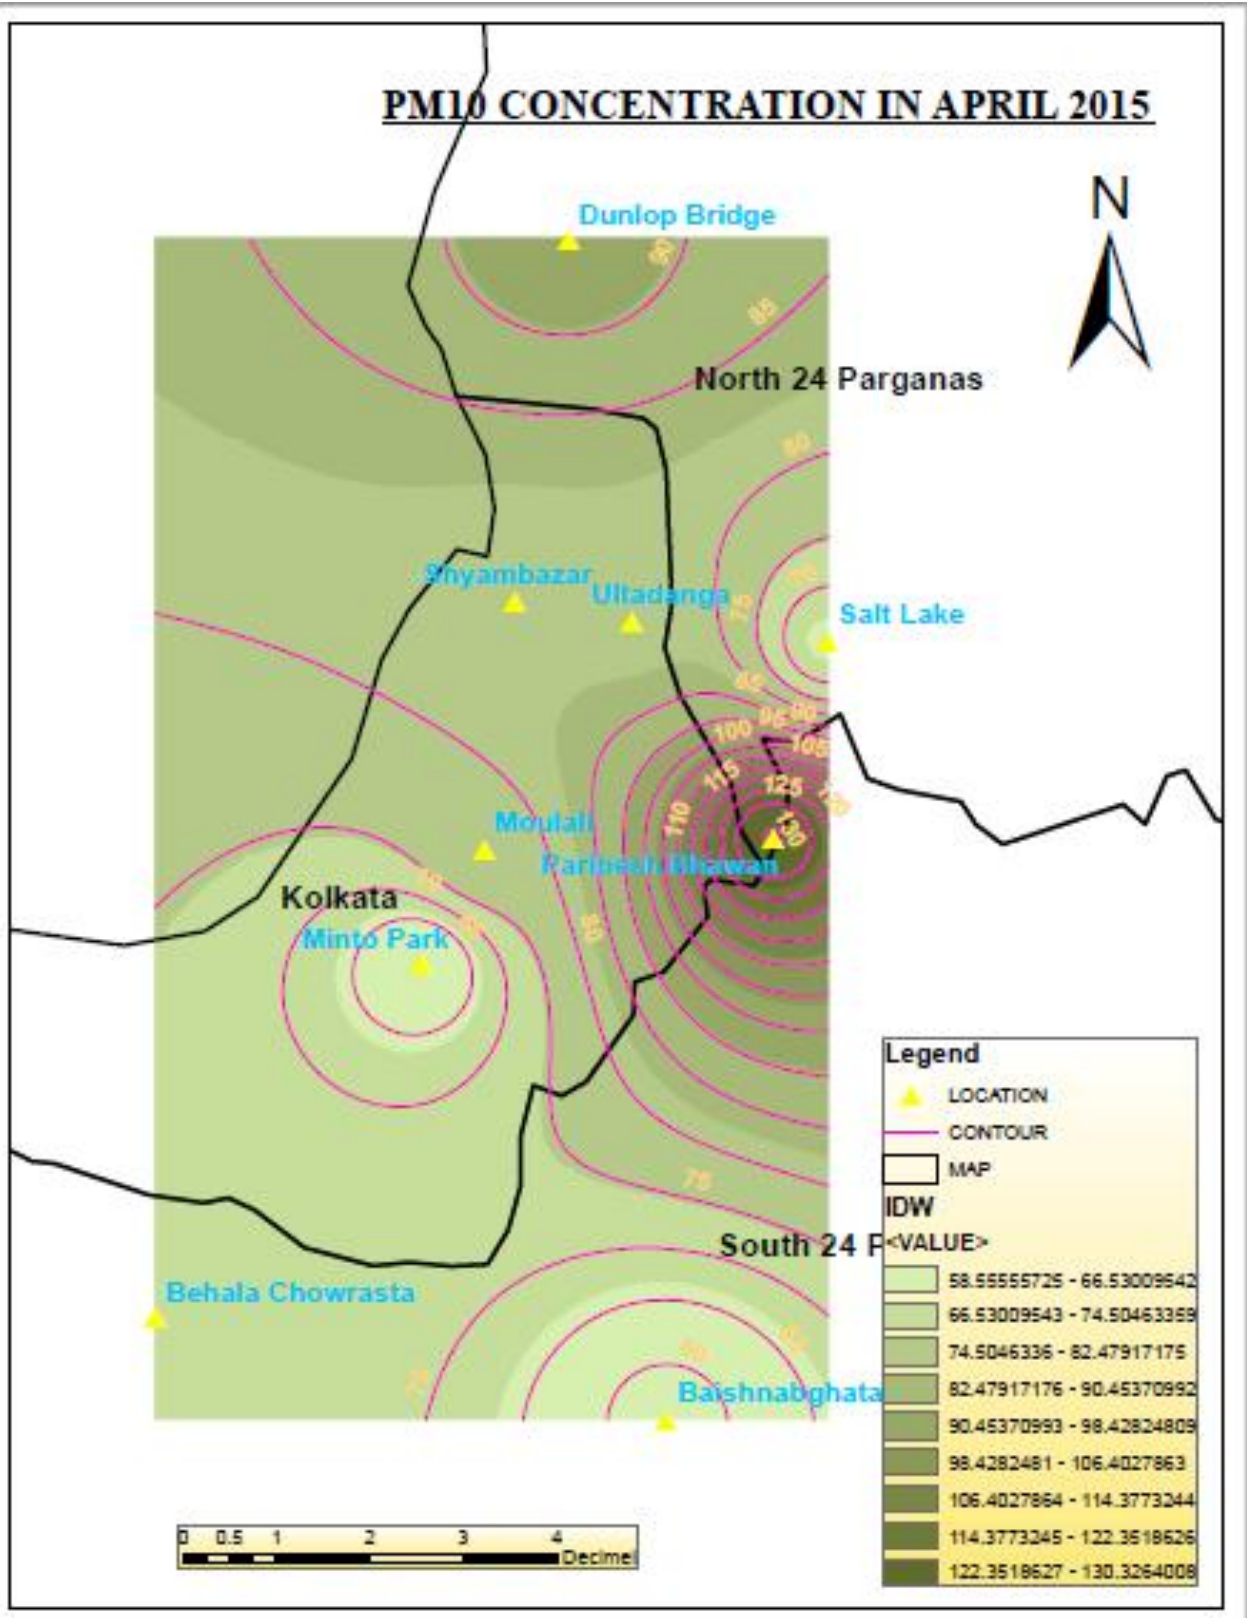 PM10 CONCENTRATION IN APRIL 2015
N
Dunlop Bridge
90
85
North 24 Parganas
80
Shyambazar
Ultadanga
75
Salt Lake
65
95 90
100
105
115
125
110
130
Moulali
Paribesh Bhawan
80
Kolkata
Minto Park
75
South 24 P
Behala Chowrasta
Baishnabghata
Legend
LOCATION
CONTOUR
MAP
IDW
<VALUE>
58.55555725 - 66.53009542
66.53009543 - 74.50463359
74.5046336 - 82.47917175
82.47917176 - 90.45370992
90.45370993 - 98.42824809
98.4282481 - 106.4027863
106.4027864 - 114.3773244
114.3773245 - 122.3518626
122.3518627 - 130.3264008
0 0.5 1 2 3 4
Decimel